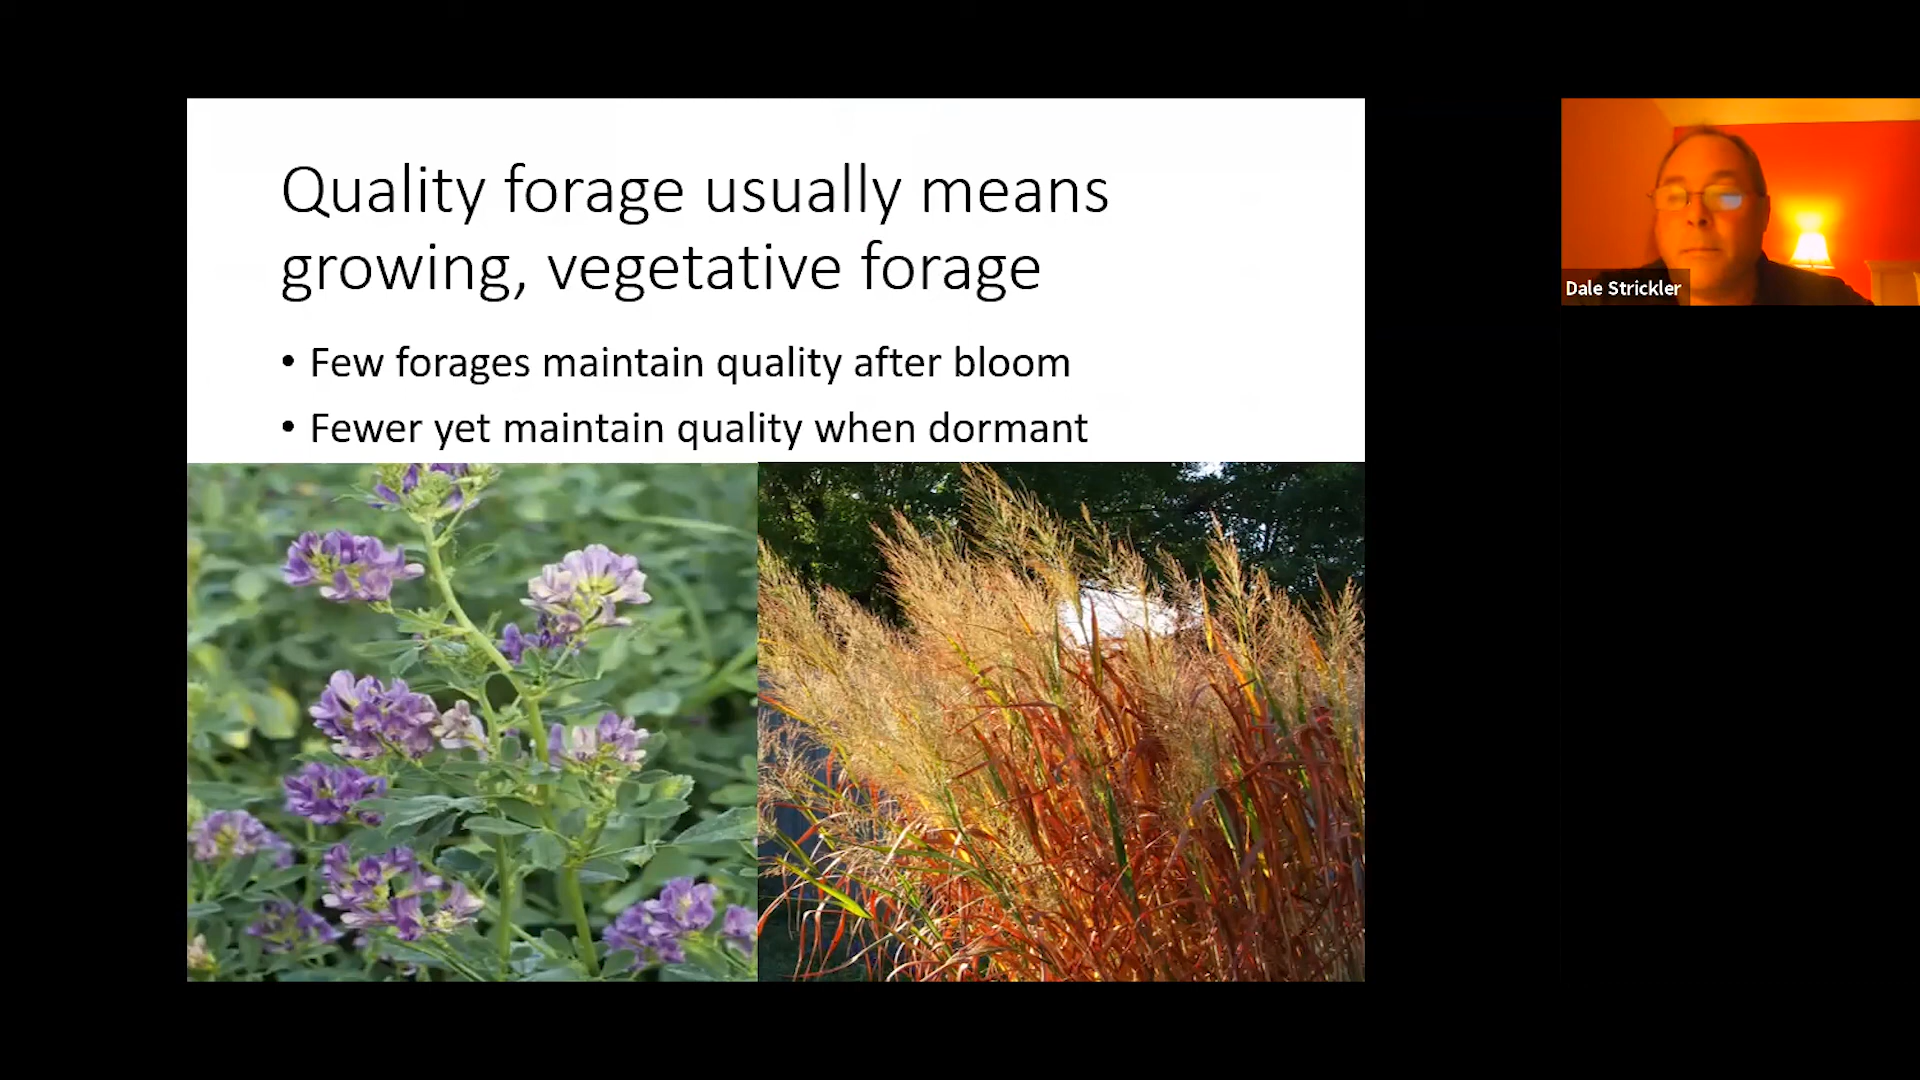 Quality forage usually means
growing, vegetative forage
• Few forages maintain quality after bloom
• Fewer yet maintain quality when dormant
Dale Strickler